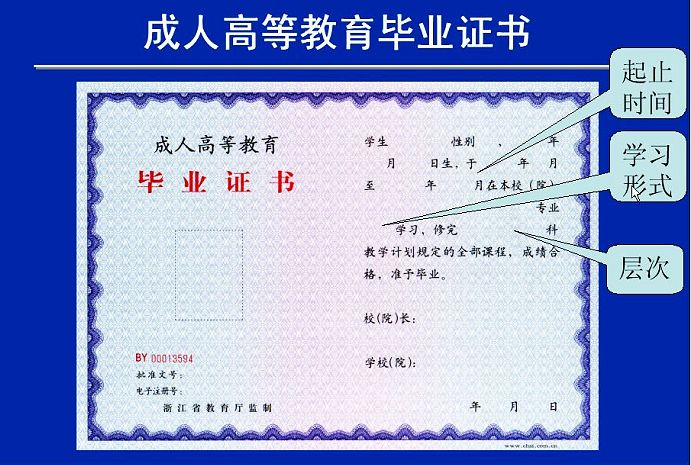 成人高等教育毕业证书
起止
时间
学习
形式
层次
成人高等教育
毕业证书
BY 00013594
批准文号：
电子注册号：
浙江省教育厅监制
学生 性别 ， 年
月 日生，于 年 月
至 年 月在本校（院）
专业
学习，修完 科
教学计划规定的全部课程，成绩合
格，准予毕业。
校（院）长：
学校（院）：
年 月 日
www.chsi.com.cn